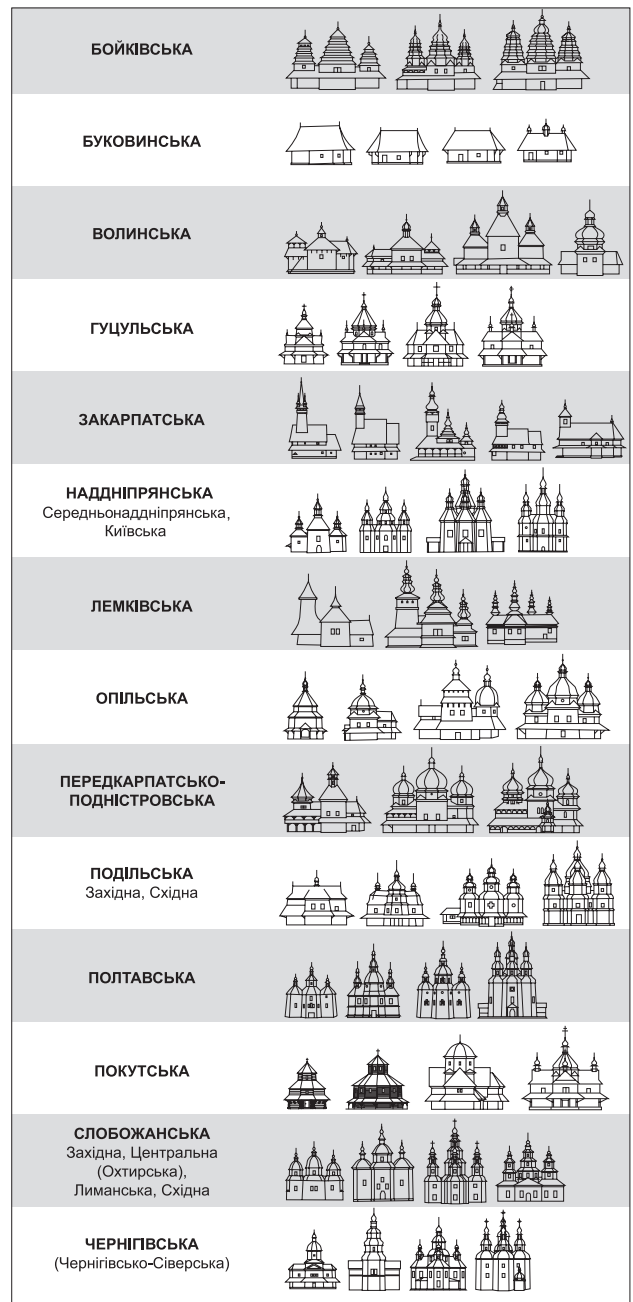 БОЙКІВСЬКА
БУКОВИНСЬКА
ВОЛИНСЬКА
ГУЦУЛЬСЬКА
ЗАКАРПАТСЬКА
НАДДНІПРЯНСЬКА
Середньонаддніпрянська,
Київська
ЛЕМКІВСЬКА
ОПІЛЬСЬКА
ПЕРЕДКАРПАТСЬКО-
ПОДНІСТРОВСЬКА
ПОДІЛЬСЬКА
Західна, Східна
ПОЛТАВСЬКА
ПОКУТСЬКА
СЛОБОЖАНСЬКА
Західна, Центральна
(Охтирська),
Лиманська, Східна
ЧЕРНІГІВСЬКА
(Чернігівсько-Сіверська)